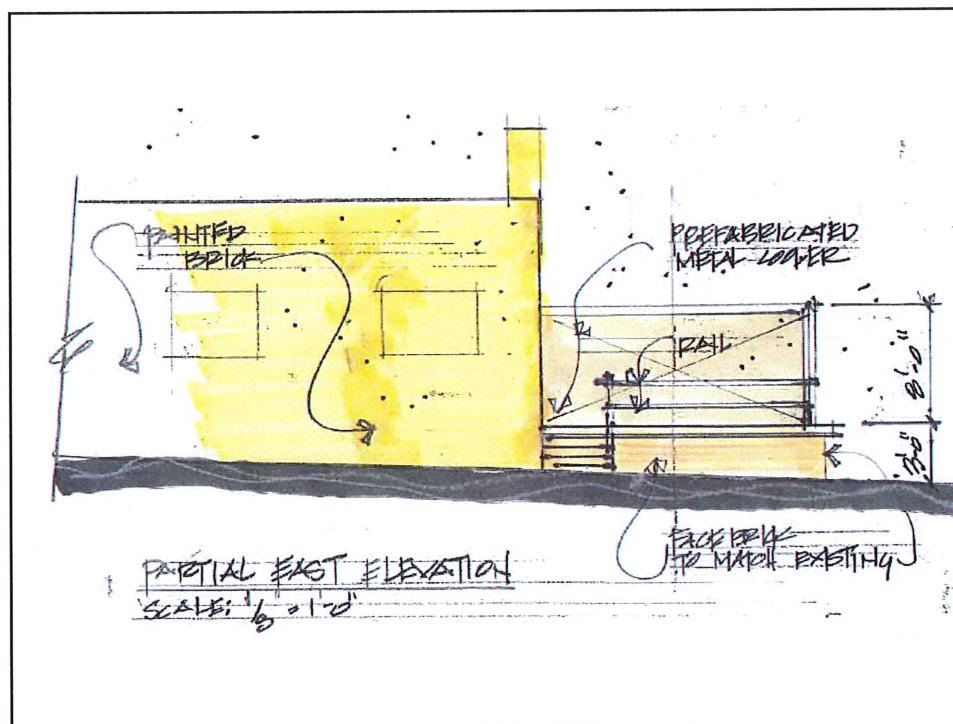 PAINTED
BRICK
PREFABRICATED
METAL LOUVER
RAIL
8'-0"
3'-0"
FACE BRICK
TO MATCH EXISTING
PARTIAL EAST ELEVATION
SCALE: 1/8" = 1'-0"